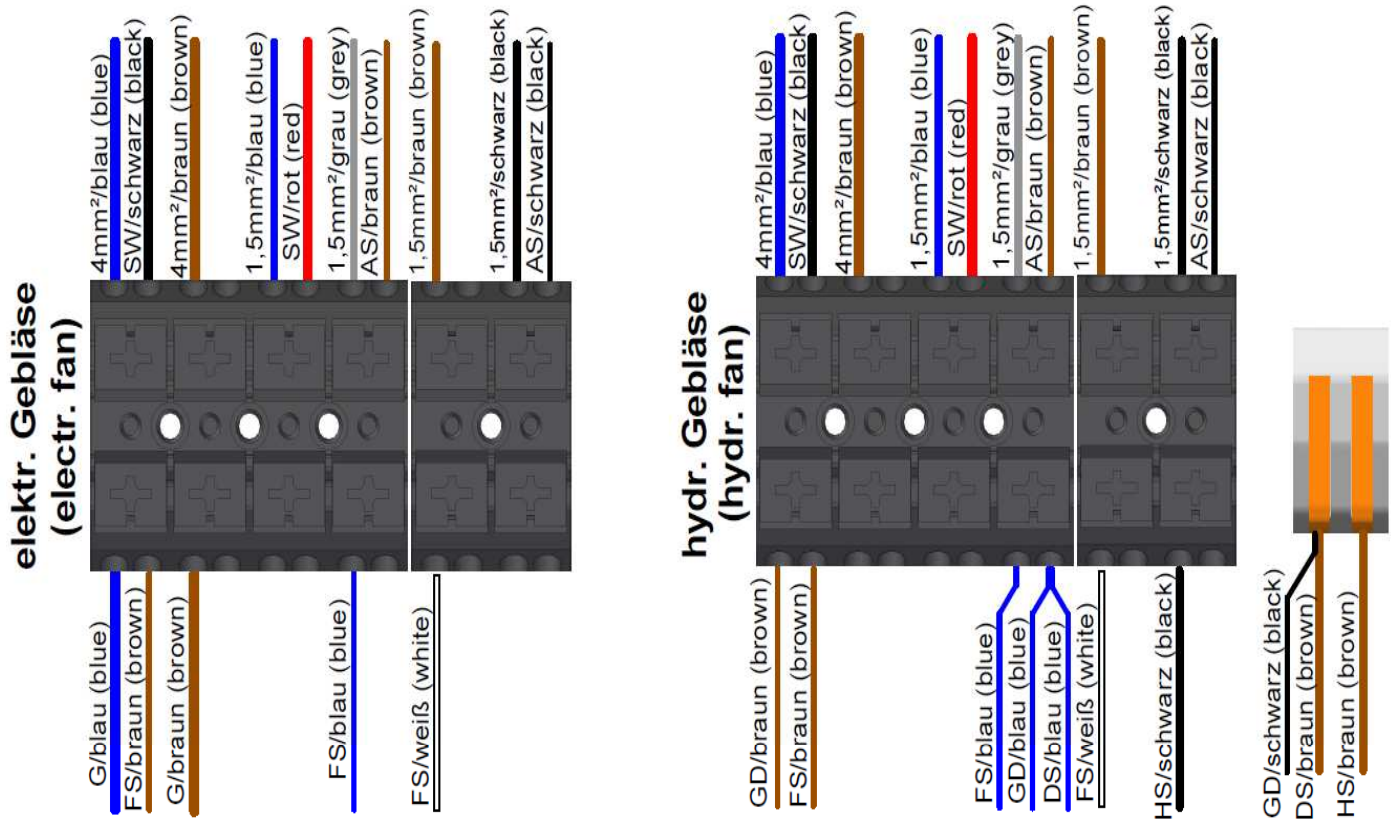 elektr. Gebläse
(electr. fan)
4mm²/blau (blue)
SW/schwarz (black)
4mm²/braun (brown)
1,5mm²/blau (blue)
SW/rot (red)
1,5mm²/grau (grey)
AS/braun (brown)
1,5mm²/braun (brown)
1,5mm²/schwarz (black)
AS/schwarz (black)
G/blau (blue)
FS/braun (brown)
G/braun (brown)
FS/blau (blue)
FS/weiß (white)
hydr. Gebläse
(hydr. fan)
4mm²/blau (blue)
SW/schwarz (black)
4mm²/braun (brown)
1,5mm²/blau (blue)
SW/rot (red)
1,5mm²/grau (grey)
AS/braun (brown)
1,5mm²/braun (brown)
1,5mm²/schwarz (black)
AS/schwarz (black)
GD/braun (brown)
FS/braun (brown)
FS/blau (blue)
GD/blau (blue)
DS/blau (blue)
FS/weiß (white)
HS/schwarz (black)
GD/schwarz (black)
DS/braun (brown)
HS/braun (brown)